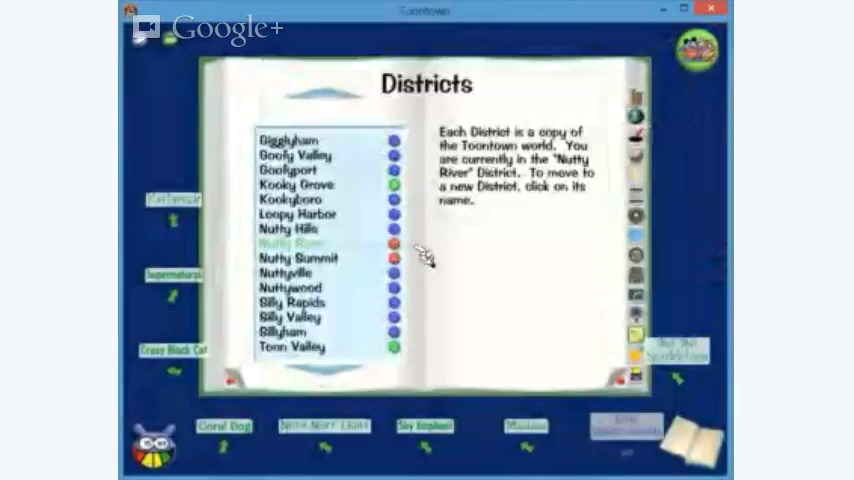 Toontown
Google+
Districts
Gigglyham
Goofy Valley
Goofyport
Kooky Grove
Kookyboro
Loopy Harbor
Nutty Hills
Nutty River
Nutty Summit
Nuttyville
Nuttywood
Silly Rapids
Silly Valley
Sillyham
Toon Valley
Each District is a copy of
the Toontown world. You
are currently in the "Nutty
River" District. To move to
a new District, click on its
name.
Crazy Black Cat
Coral Dog
Sky Elephant